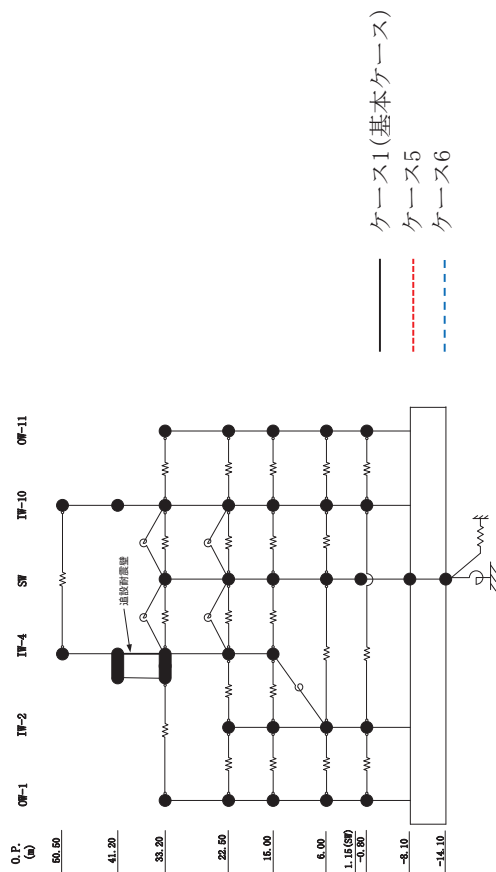 OW-1
IW-2
IW-4
SW
IW-10
OW-11
O.P.
(m)
50.50
41.20
33.20
22.50
15.00
6.00
1.15(SW)
-0.80
-8.10
-14.10
追設耐震壁
ケース1(基本ケース)
ケース5
ケース6